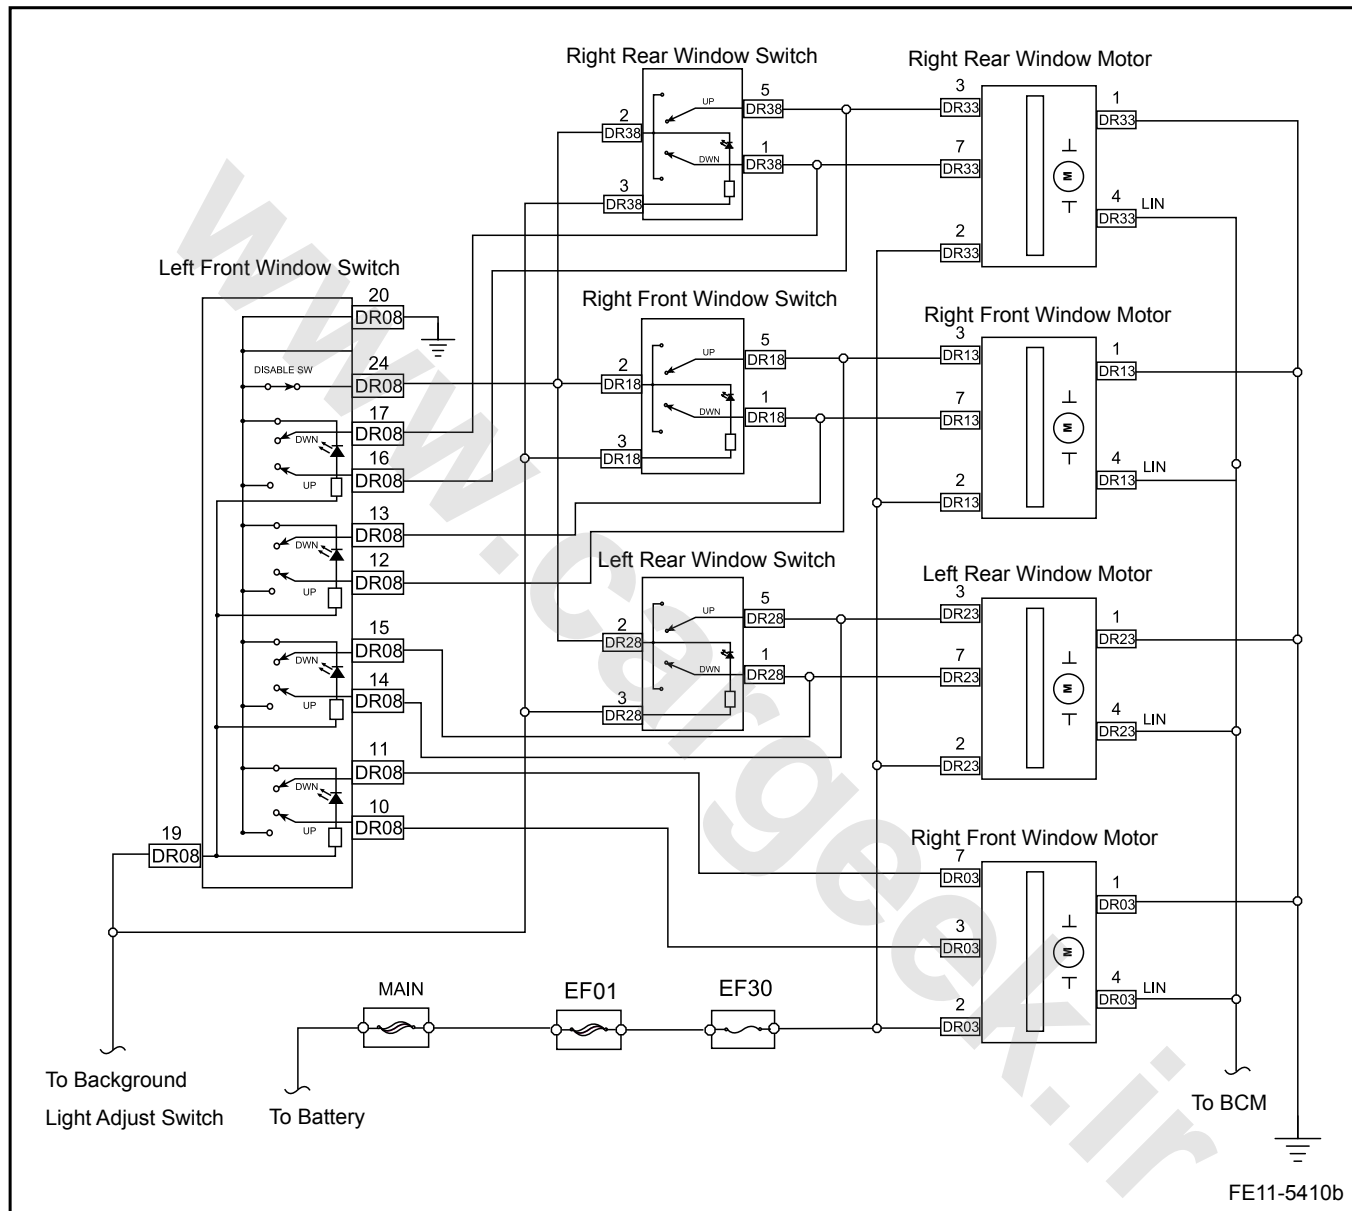 Right Rear Window Switch
2
DR38
3
DR38
UP
DWN
5
DR38
1
DR38
Right Rear Window Motor
3
DR33
7
DR33
2
DR33
M
1
DR33
4
DR33
LIN
Left Front Window Switch
20
DR08
DISABLE SW
24
DR08
17
DR08
DWN
16
DR08
UP
13
DR08
DWN
12
DR08
UP
15
DR08
DWN
14
DR08
UP
11
DR08
DWN
10
DR08
UP
19
DR08
Right Front Window Switch
2
DR18
3
DR18
UP
DWN
5
DR18
1
DR18
Right Front Window Motor
3
DR13
7
DR13
2
DR13
M
1
DR13
4
DR13
LIN
Left Rear Window Switch
2
DR28
3
DR28
UP
DWN
5
DR28
1
DR28
Left Rear Window Motor
3
DR23
7
DR23
2
DR23
M
1
DR23
4
DR23
LIN
Right Front Window Motor
7
DR03
3
DR03
2
DR03
M
1
DR03
4
DR03
LIN
MAIN
EF01
EF30
To Background
Light Adjust Switch
To Battery
To BCM
FE11-5410b
www.cargeek.ir